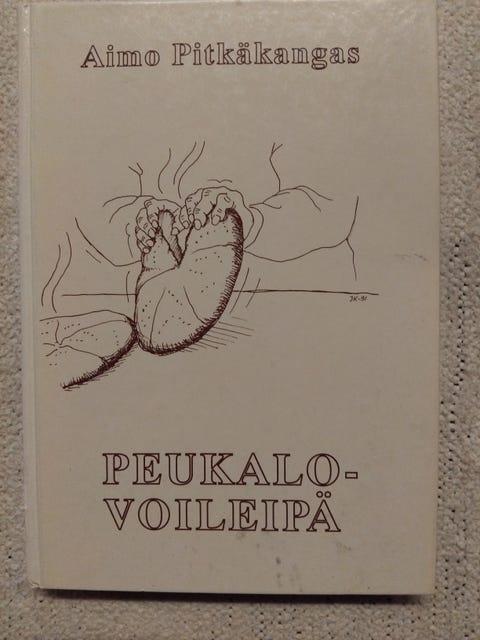 Aimo Pitkäkangas
JK-91
PEUKALO-
VOILEIPÄ